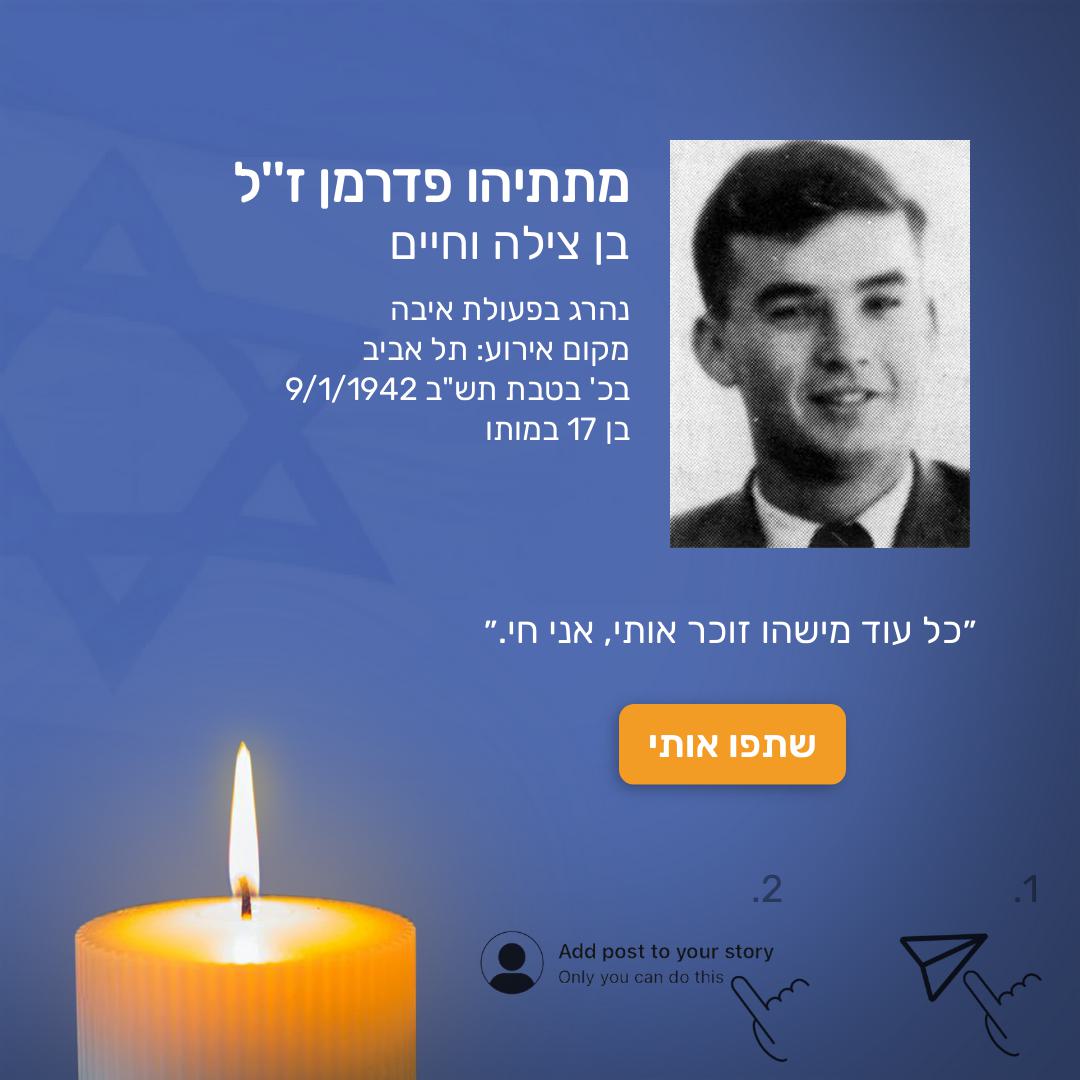 מתתיהו פדרמן ז"ל
בן צילה וחיים
נהרג בפעולת איבה
מקום אירוע: תל אביב
בכ' בטבת תש"ב 9/1/1942
בן 17 במותו
״כל עוד מישהו זוכר אותי, אני חי.״
שתפו אותי
1.
2.
Add post to your story
Only you can do this